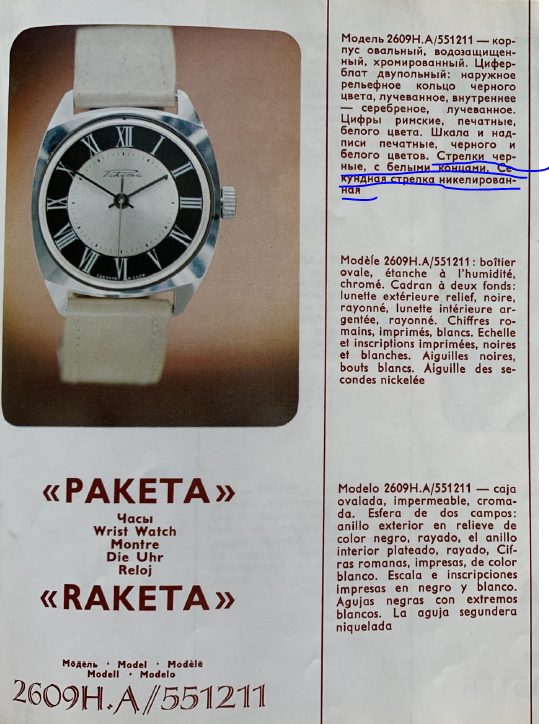 XII
Ракета
СДЕЛАНО В СССР
«РАКЕТА»
Часы
Wrist Watch
Montre
Die Uhr
Reloj
«RAKETA»
Модель · Model · Modèle
Modell · Modelo
2609Н.А//551211
Модель 2609Н.А/551211 — кор-
пус овальный, водозащищен-
ный, хромированный. Цифер-
блат двупольный: наружное
рельефное кольцо черного
цвета, лучеванное, внутреннее
— серебреное, лучеванное.
Цифры римские, печатные,
белого цвета. Шкала и над-
писи печатные, черного и
белого цветов. Стрелки чер-
ные, с белыми концами. Се-
кундная стрелка никелирован-
ная
Modèle 2609H.A/551211 : boîtier
ovale, étanche à l'humidité,
chromé. Cadran à deux fonds:
lunette extérieure relief, noire,
rayonné, lunette intérieure ar-
gentée, rayonné. Chiffres ro-
mains, imprimés, blancs. Echelle
et inscriptions imprimées, noires
et blanches. Aiguilles noires,
bouts blancs. Aiguille des se-
condes nickelée
Modelo 2609H.A/551211 — caja
ovalada, impermeable, croma-
da. Esfera de dos campos:
anillo exterior en relieve de
color negro, rayado, el anillo
interior plateado, rayado, Cif-
ras romanas, impresas, de color
blanco. Escala e inscripciones
impresas en negro y blanco.
Agujas negras con extremos
blancos. La aguja segundera
niquelada